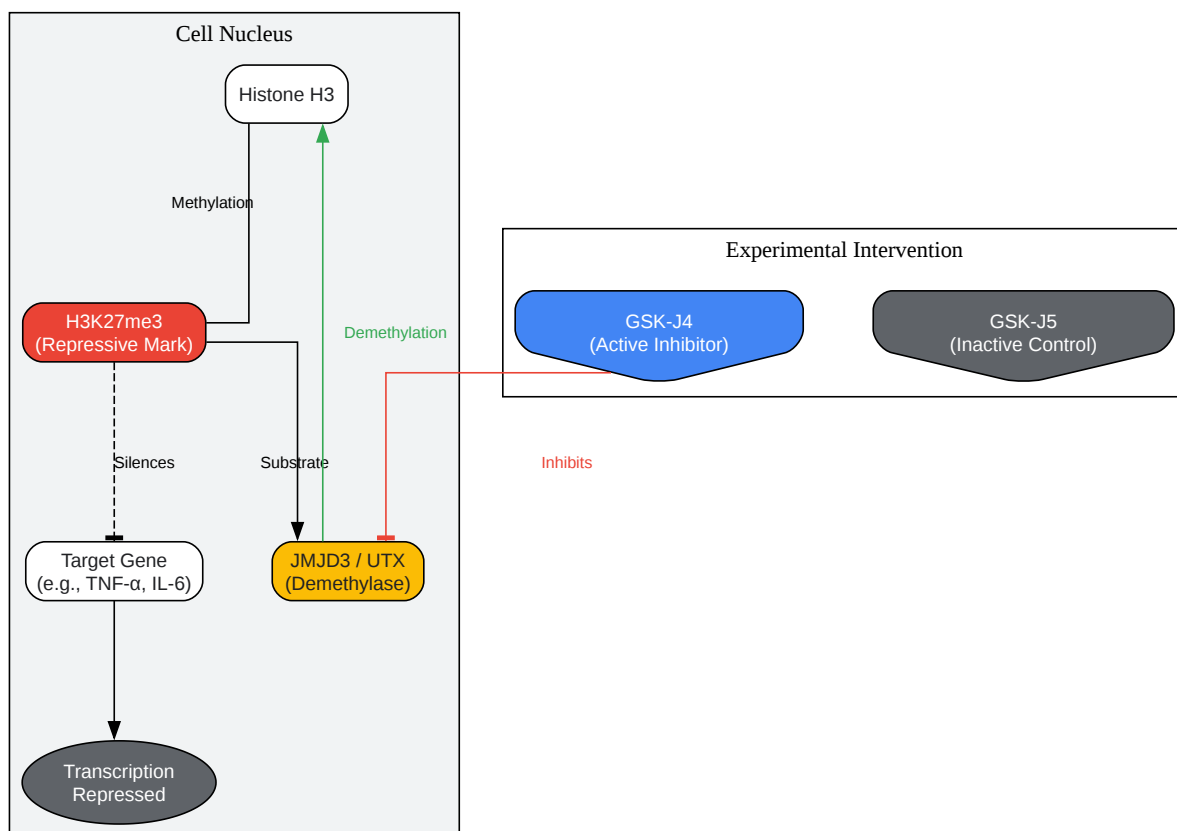 Cell Nucleus
Histone H3
Methylation
Experimental Intervention
H3K27me3
(Repressive Mark)
Demethylation
GSK-J4
(Active Inhibitor)
GSK-J5
(Inactive Control)
Silences
Substrate
Inhibits
Target Gene
(e.g., TNF-α, IL-6)
JMJD3 / UTX
(Demethylase)
Transcription
Repressed